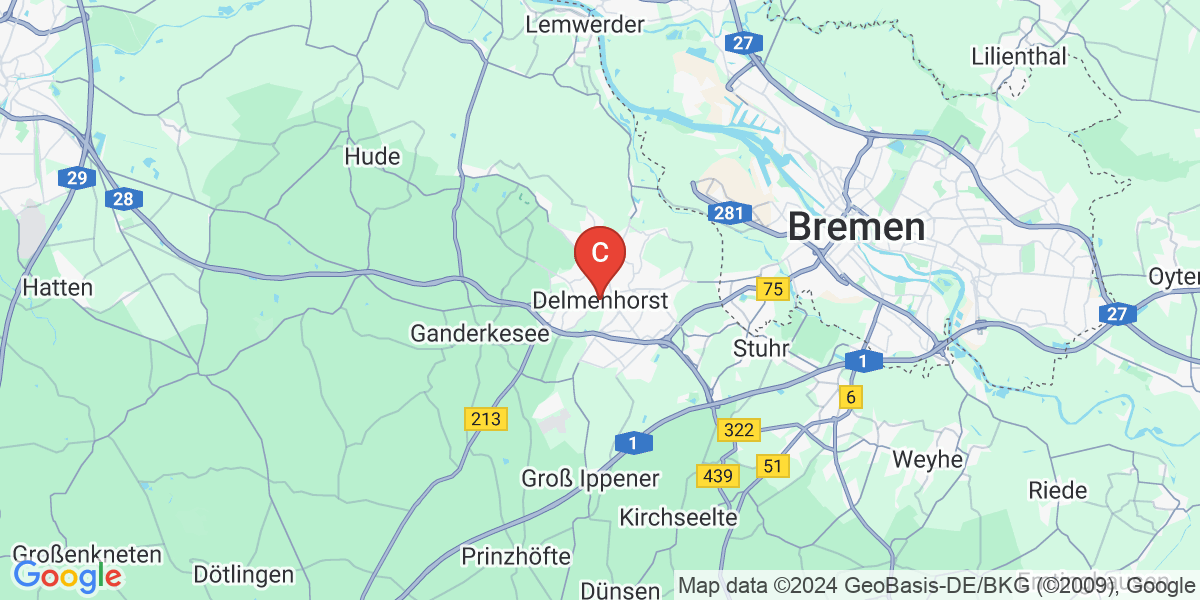 Lemwerder
27
Lilienthal
Hude
29
28
281
Bremen
C
Hatten
Oyten
75
Delmenhorst
27
Ganderkesee
Stuhr
1
6
213
322
1
51
Weyhe
439
Groß Ippener
Riede
Kirchseelte
Großenkneten
Prinzhöfte
Dötlingen
Google
Dünsen
Map data ©2024 GeoBasis-DE/BKG (©2009), Google